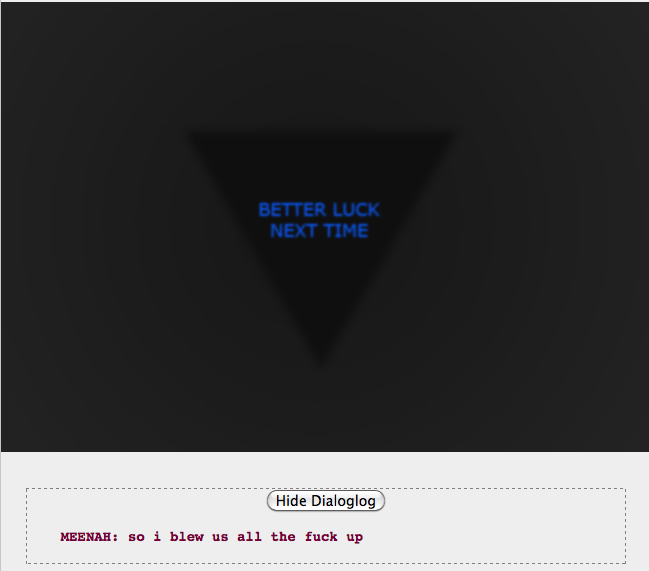 BETTER LUCK
NEXT TIME
Hide Dialoglog
MEENAH: so i blew us all the fuck up